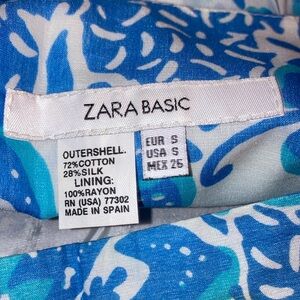 ZARA BASIC
OUTERSHELL.
72%COTTON
28%SILK
LINING:
100%RAYON
RN (USA) 77302
MADE IN SPAIN
EUR S
USA S
MEX 26